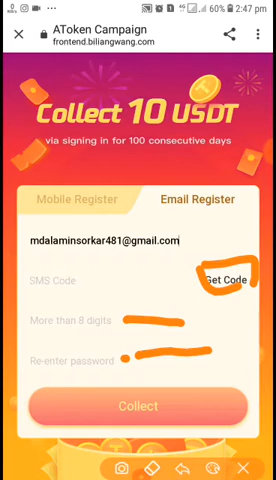 60% 2:47 pm
AToken Campaign
frontend.biliangwang.com
Collect 10 USDT
via signing in for 100 consecutive days
Mobile Register Email Register
mdalaminsorkar481@gmail.com
SMS Code Get Code
More than 8 digits
Re-enter password
Collect